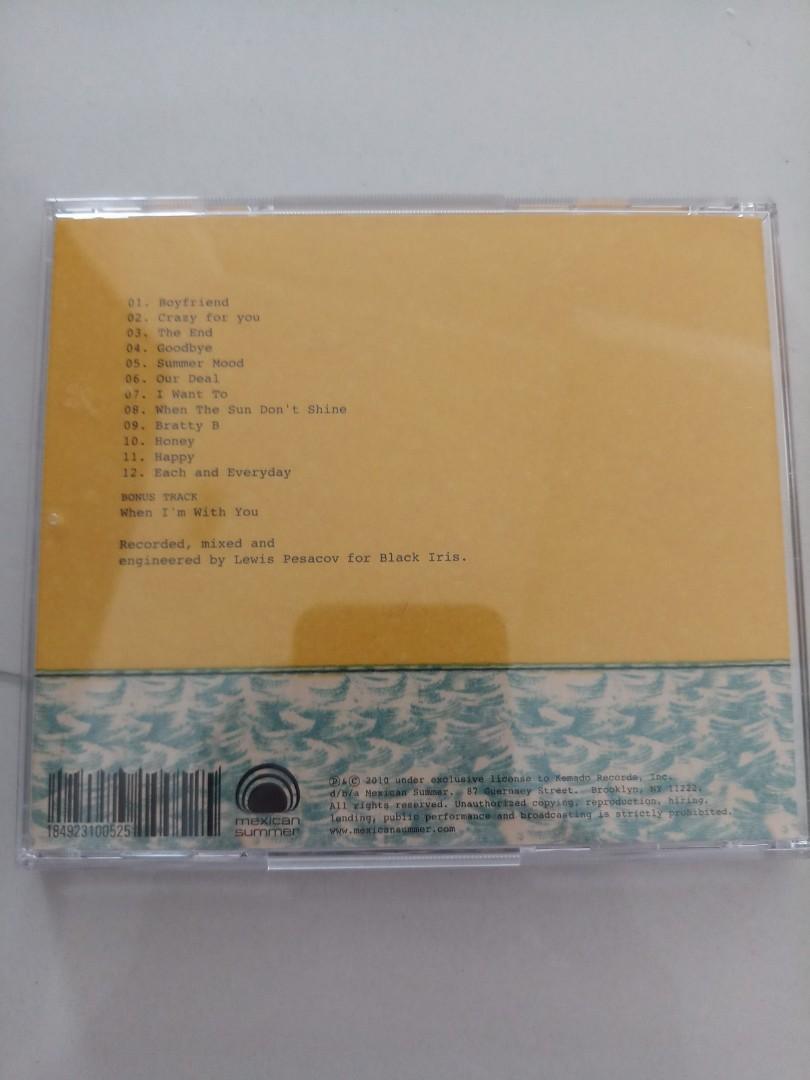 01. Boyfriend
02. Crazy for you
03. The End
04. Goodbye
05. Summer Mood
06. Our Deal
07. I Want To
08. When The Sun Don't Shine
09. Bratty B
10. Honey
11. Happy
12. Each and Everyday
BONUS TRACK
When I'm With You
Recorded, mixed and
engineered by Lewis Pesacov for Black Iris.
184923100525
mexican
summer
℗&© 2010 under exclusive license to Kemado Records, Inc.
d/b/a Mexican Summer. 87 Guernsey Street. Brooklyn, NY 11222.
All rights reserved. Unauthorized copying, reproduction, hiring,
lending, public performance and broadcasting is strictly prohibited.
www.mexicansummer.com